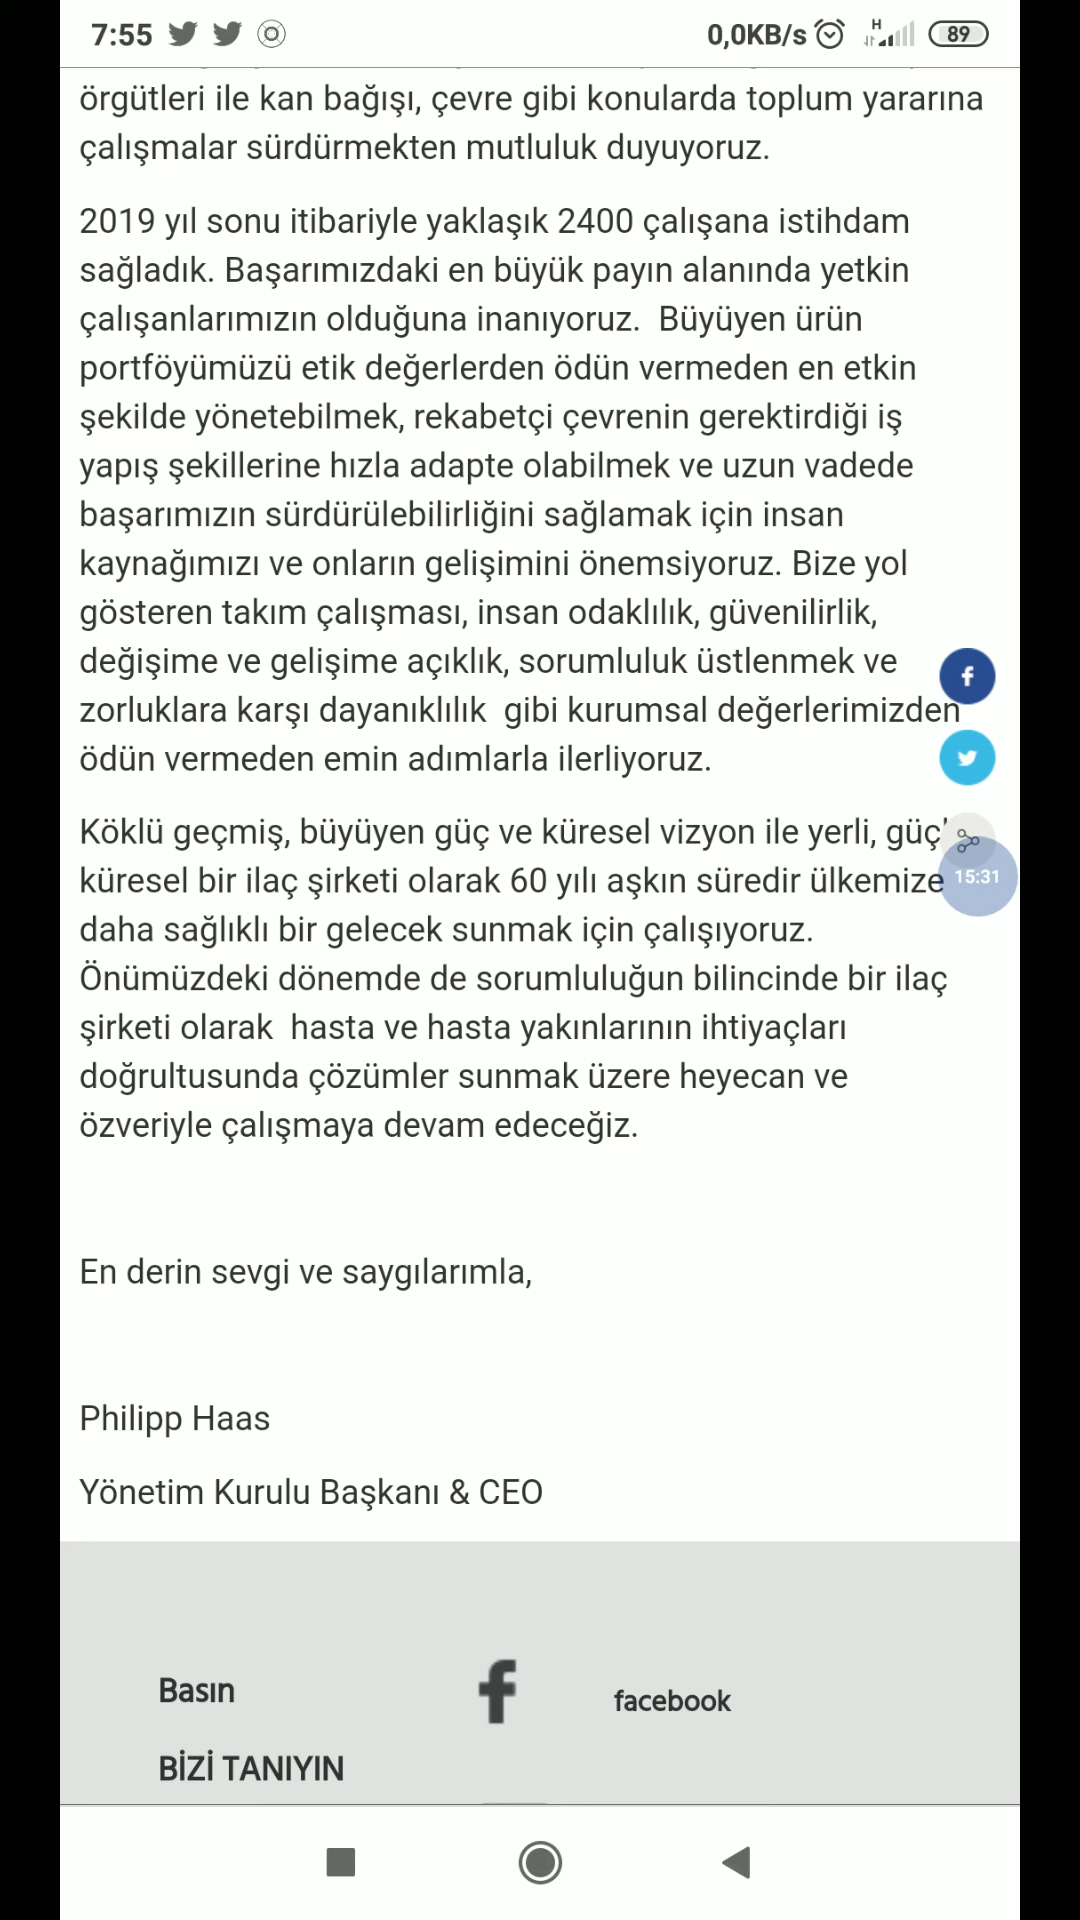 7:55
0,0KB/s
H
89
örgütleri ile kan bağışı, çevre gibi konularda toplum yararına
çalışmalar sürdürmekten mutluluk duyuyoruz.
2019 yıl sonu itibariyle yaklaşık 2400 çalışana istihdam
sağladık. Başarımızdaki en büyük payın alanında yetkin
çalışanlarımızın olduğuna inanıyoruz.  Büyüyen ürün
portföyümüzü etik değerlerden ödün vermeden en etkin
şekilde yönetebilmek, rekabetçi çevrenin gerektirdiği iş
yapış şekillerine hızla adapte olabilmek ve uzun vadede
başarımızın sürdürülebilirliğini sağlamak için insan
kaynağımızı ve onların gelişimini önemsiyoruz. Bize yol
gösteren takım çalışması, insan odaklılık, güvenilirlik,
değişime ve gelişime açıklık, sorumluluk üstlenmek ve
zorluklara karşı dayanıklılık  gibi kurumsal değerlerimizden
ödün vermeden emin adımlarla ilerliyoruz.
Köklü geçmiş, büyüyen güç ve küresel vizyon ile yerli,
küresel bir ilaç şirketi olarak 60 yılı aşkın süredir ülkemize
15:31
daha sağlıklı bir gelecek sunmak için çalışıyoruz.
Önümüzdeki dönemde de sorumluluğun bilincinde bir ilaç
şirketi olarak  hasta ve hasta yakınlarının ihtiyaçları
doğrultusunda çözümler sunmak üzere heyecan ve
özveriyle çalışmaya devam edeceğiz.
En derin sevgi ve saygılarımla,
Philipp Haas
Yönetim Kurulu Başkanı & CEO
Basın
facebook
BİZİ TANIYIN